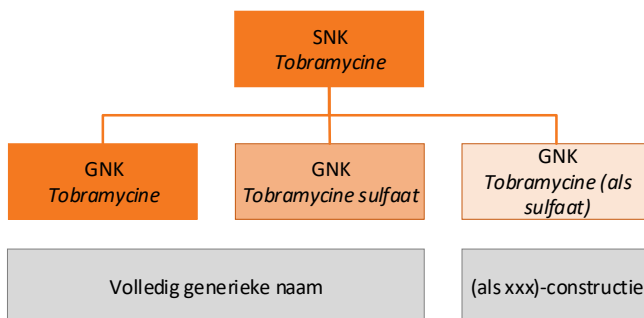 SNK
Tobramycine
GNK
Tobramycine
GNK
Tobramycine sulfaat
GNK
Tobramycine (als
sulfaat)
Volledig generieke naam
(als xxx)-constructie